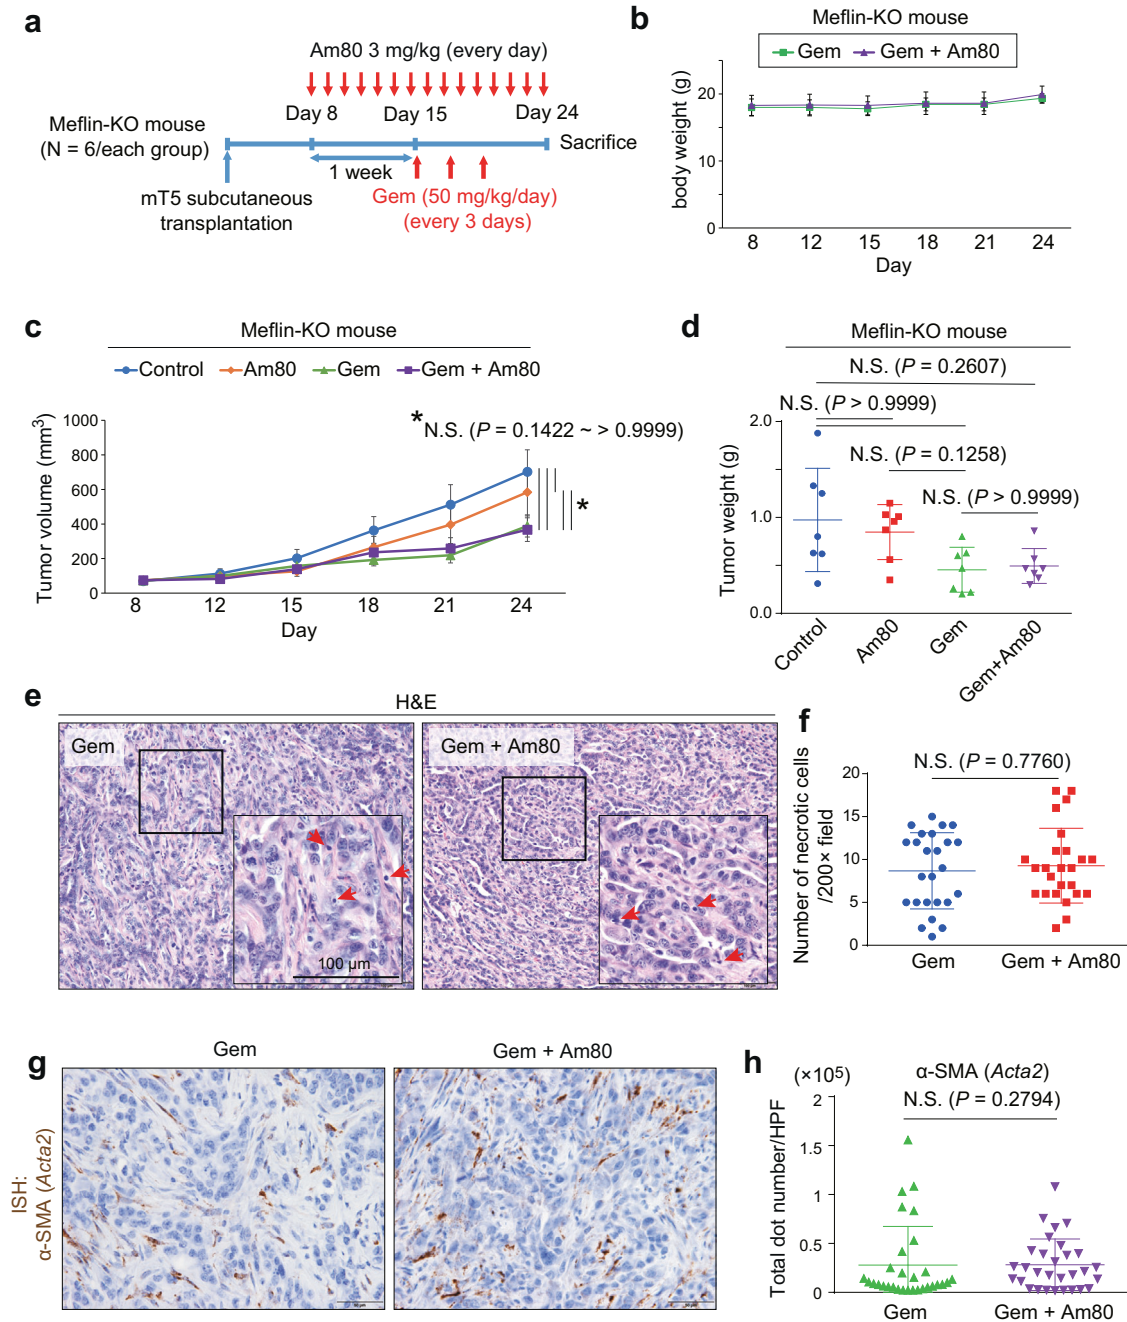 a
Am80 3 mg/kg (every day)
Day 8
Day 15
Day 24
Meflin-KO mouse
(N = 6/each group)
Sacrifice
1 week
mT5 subcutaneous
transplantation
Gem (50 mg/kg/day)
(every 3 days)
b
Meflin-KO mouse
Gem
Gem + Am80
body weight (g)
20
10
0
8 12 15 18 21 24
Day
c
Meflin-KO mouse
Control Am80 Gem Gem + Am80
*N.S. (P = 0.1422 ~ > 0.9999)
Tumor volume (mm3)
1000
800
600
400
200
0
*
8 12 15 18 21 24
Day
d
Meflin-KO mouse
N.S. (P = 0.2607)
N.S. (P > 0.9999)
N.S. (P = 0.1258)
N.S. (P > 0.9999)
Tumor weight (g)
2.0
1.0
0.0
Control
Am80
Gem
Gem+Am80
e
H&E
Gem
Gem + Am80
100 µm
f
N.S. (P = 0.7760)
Number of necrotic cells
/200× field
20
15
10
5
0
Gem
Gem + Am80
g
Gem
Gem + Am80
ISH:
α-SMA (Acta2)
h
(×10⁵)
α-SMA (Acta2)
N.S. (P = 0.2794)
Total dot number/HPF
2
1.5
1
0.5
0
Gem
Gem + Am80